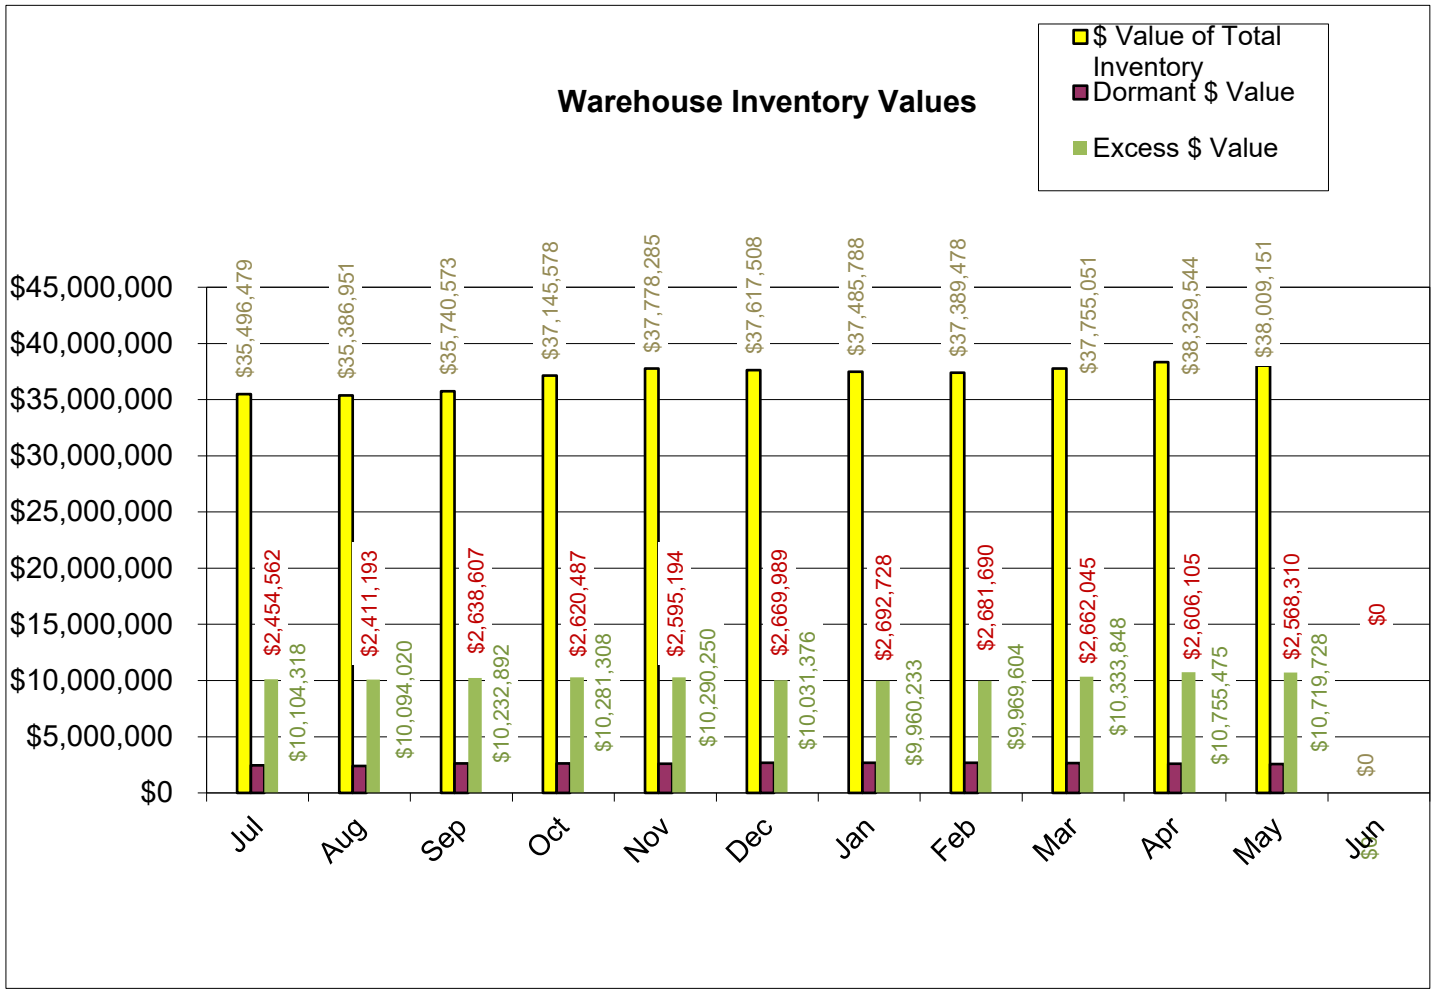 $ Value of Total
Inventory
Dormant $ Value
Excess $ Value
Warehouse Inventory Values
$45,000,000
$40,000,000
$35,000,000
$30,000,000
$25,000,000
$20,000,000
$15,000,000
$10,000,000
$5,000,000
$0
$35,496,479
$35,386,951
$35,740,573
$37,145,578
$37,778,285
$37,617,508
$37,485,788
$37,389,478
$37,755,051
$38,329,544
$38,009,151
$0
$2,454,562
$2,411,193
$2,638,607
$2,620,487
$2,595,194
$2,669,989
$2,692,728
$2,681,690
$2,662,045
$2,606,105
$2,568,310
$0
$10,104,318
$10,094,020
$10,232,892
$10,281,308
$10,290,250
$10,031,376
$9,960,233
$9,969,604
$10,333,848
$10,755,475
$10,719,728
Jul
Aug
Sep
Oct
Nov
Dec
Jan
Feb
Mar
Apr
May
Jun